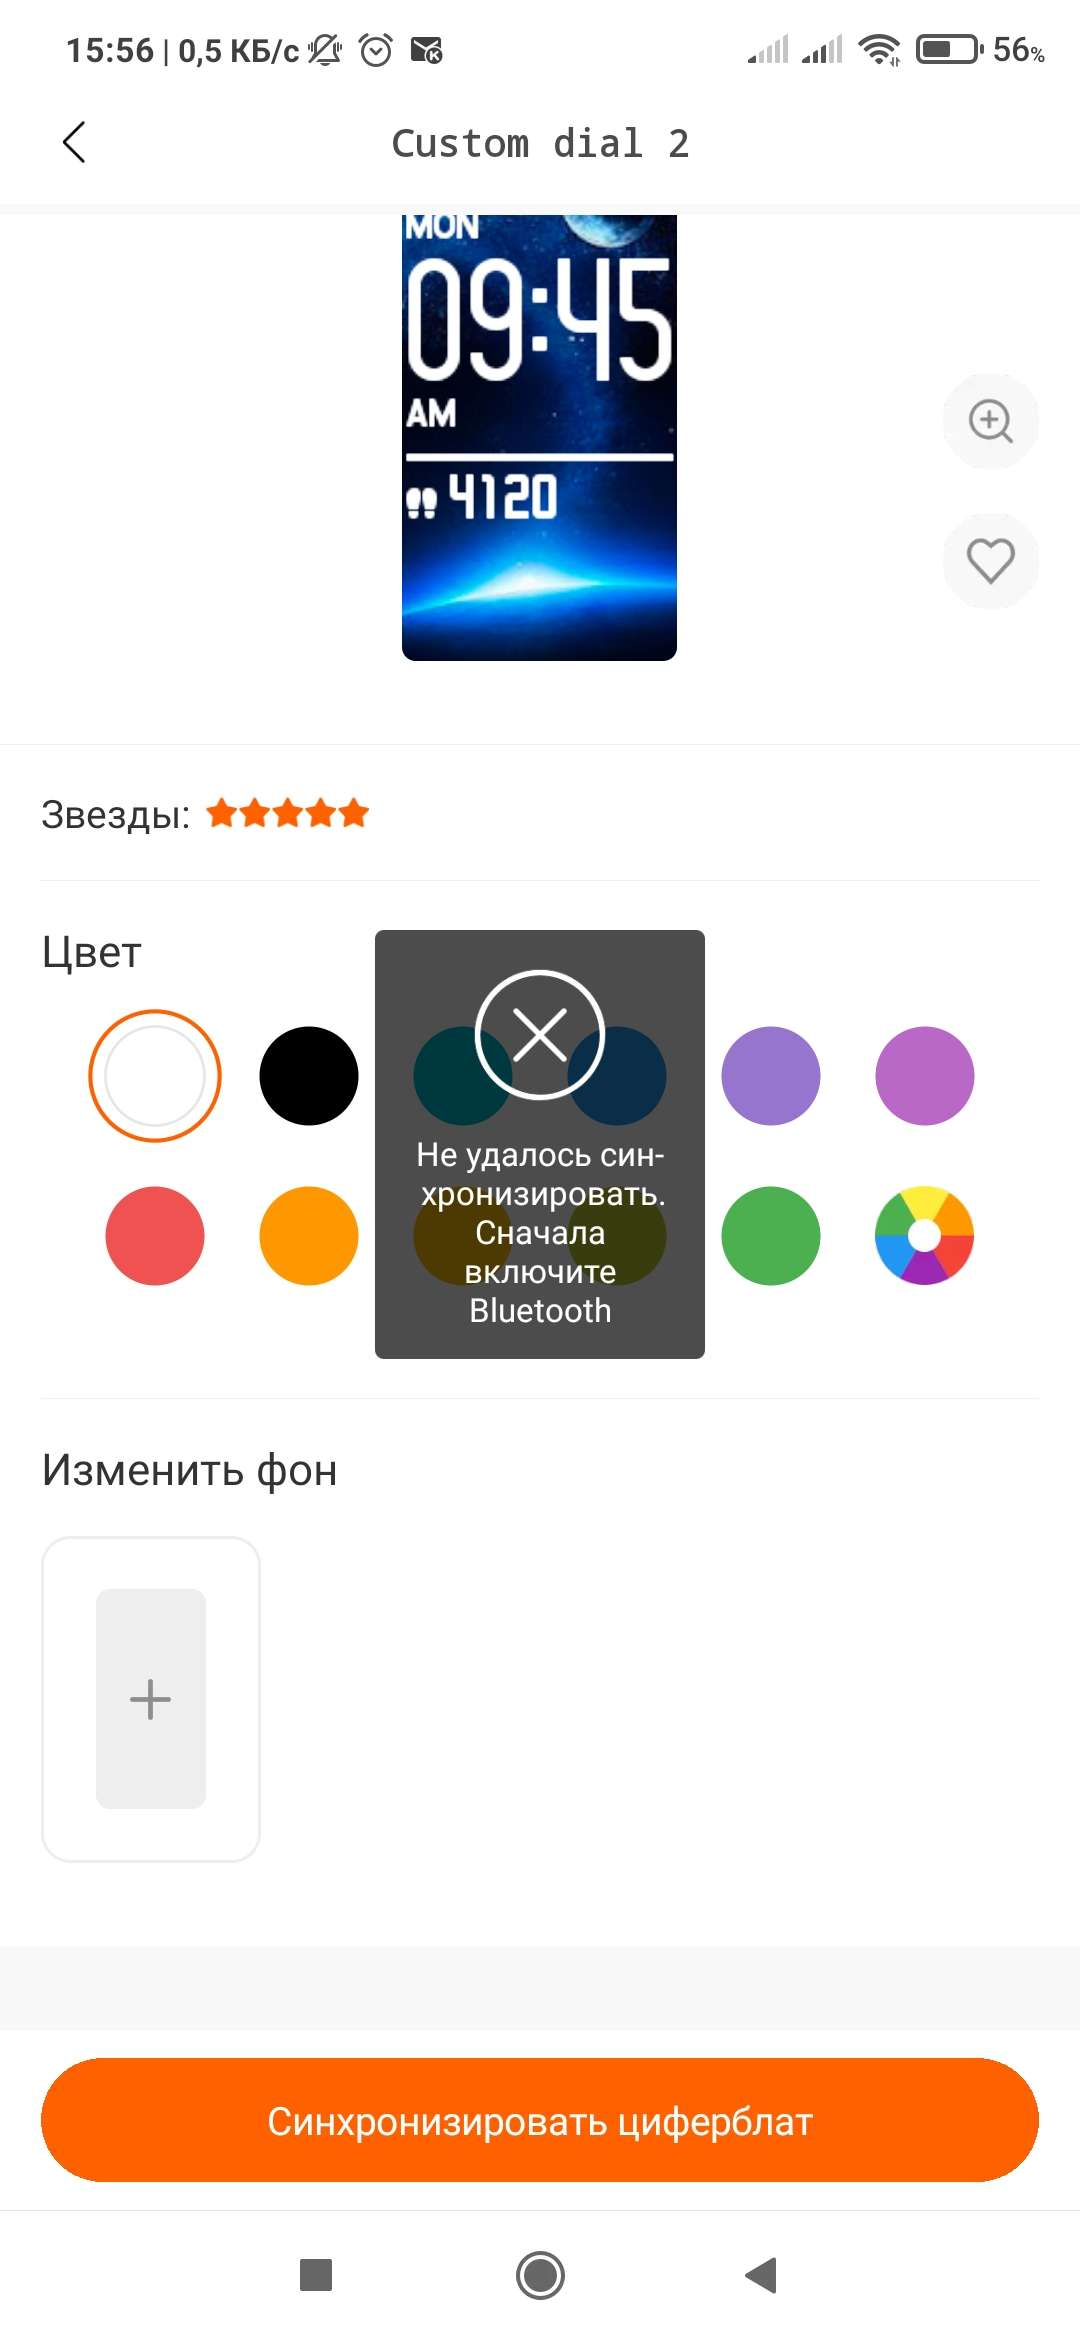 15:56 | 0,5 КБ/с 56%
Custom dial 2
MON
09:45
AM
4120
Звезды:
Цвет
Не удалось син-
хронизировать.
Сначала
включите
Bluetooth
Изменить фон
Синхронизировать циферблат